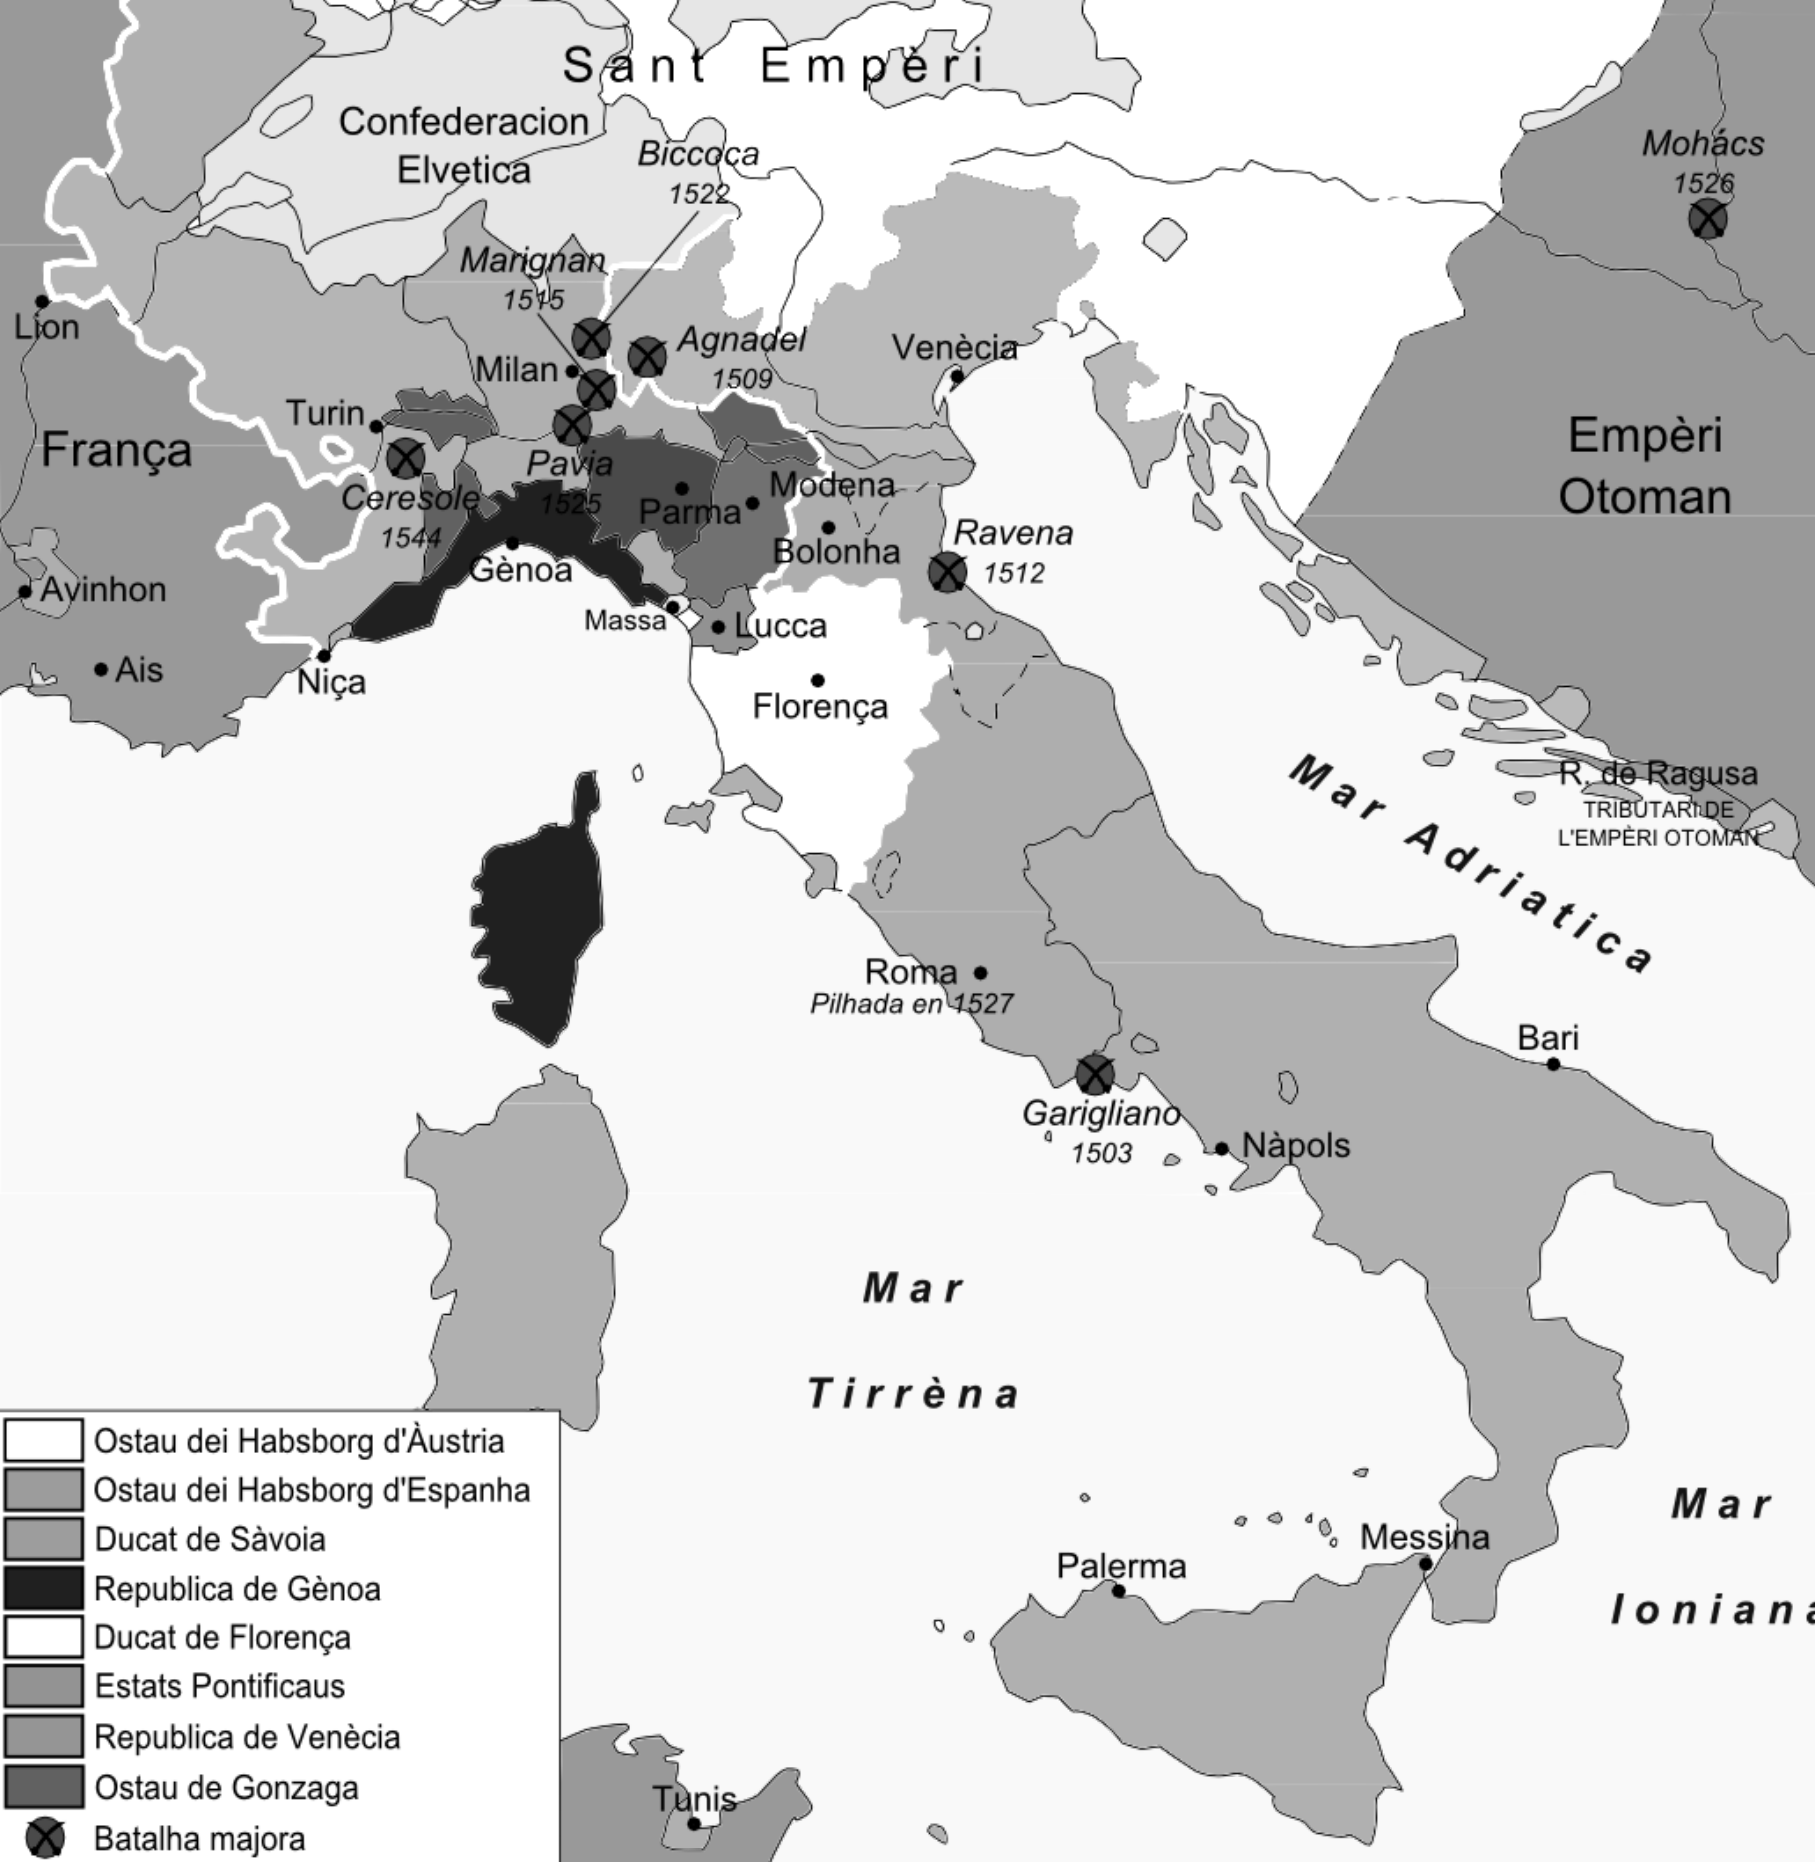 Sant Empèri
Confederacion
Elvetica
Biccoca
1522
Mohács
1526
Marignan
1515
Lion
Agnadel
1509
Venècia
Milan
Turin
França
Empèri
Otoman
Pavia
1525
Ceresole
1544
Parma
Modena
Bolonha
Ravena
1512
Gènoa
Avinhon
Massa
Lucca
Ais
Niça
Florença
Mar Adriatica
R. de Ragusa
TRIBUTARI DE
L'EMPÈRI OTOMAN
Roma
Pilhada en 1527
Bari
Garigliano
1503
Nàpols
Mar
Tirrèna
Mar
Ioniana
Messina
Palerma
Tunis
Ostau dei Habsborg d'Àustria
Ostau dei Habsborg d'Espanha
Ducat de Sàvoia
Republica de Gènoa
Ducat de Florença
Estats Pontificaus
Republica de Venècia
Ostau de Gonzaga
Batalha majora